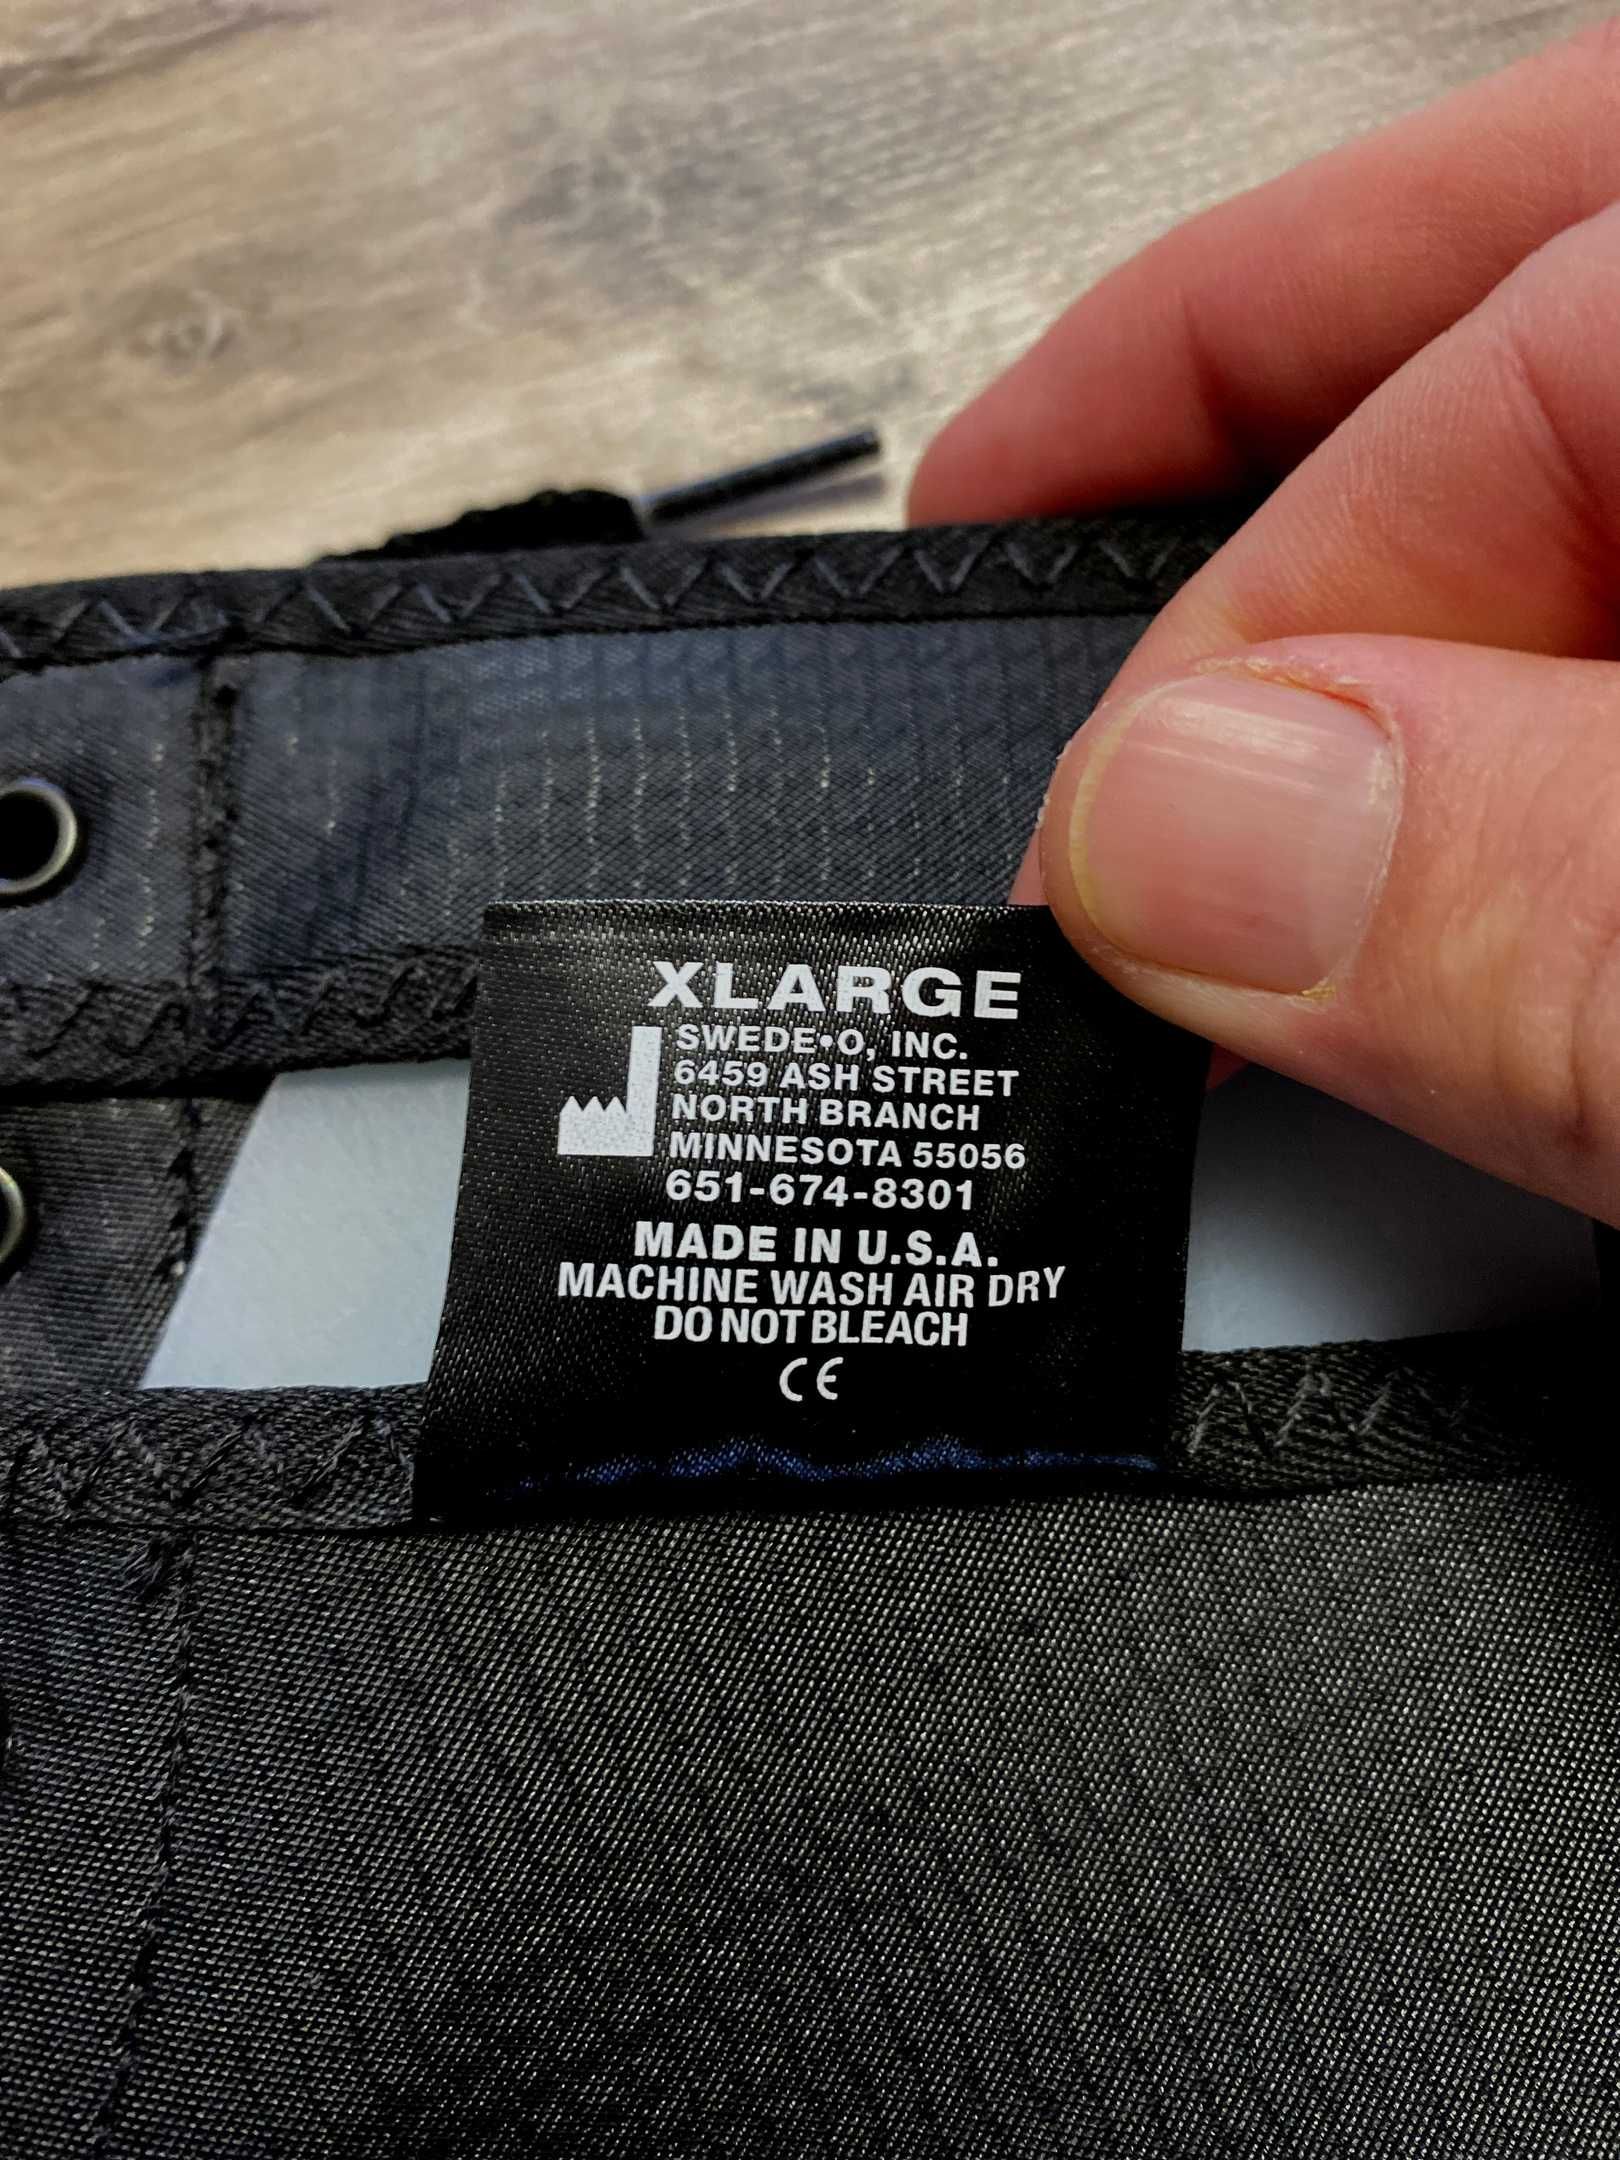 XLARGE
SWEDE•O, INC.
6459 ASH STREET
NORTH BRANCH
MINNESOTA 55056
651-674-8301
MADE IN U.S.A.
MACHINE WASH AIR DRY
DO NOT BLEACH
CE